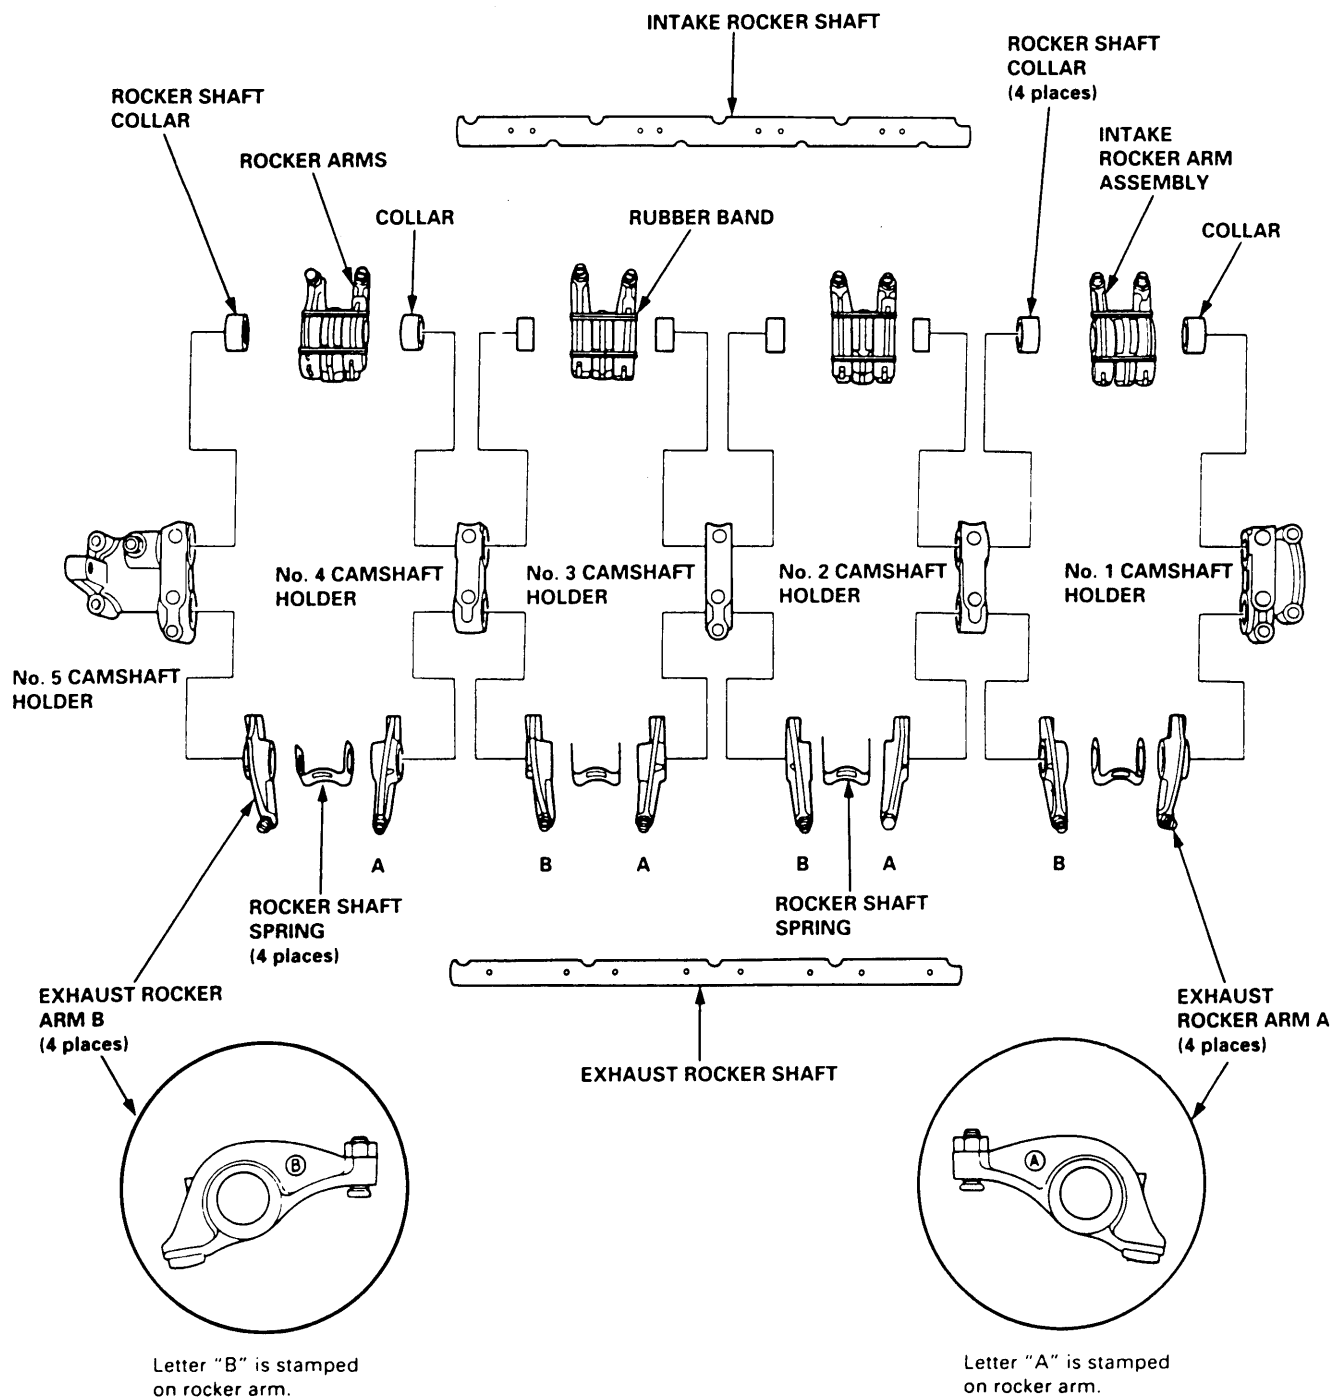 INTAKE ROCKER SHAFT
ROCKER SHAFT
COLLAR
(4 places)
ROCKER SHAFT
COLLAR
ROCKER ARMS
INTAKE
ROCKER ARM
ASSEMBLY
COLLAR
RUBBER BAND
COLLAR
No. 4 CAMSHAFT
HOLDER
No. 3 CAMSHAFT
HOLDER
No. 2 CAMSHAFT
HOLDER
No. 1 CAMSHAFT
HOLDER
No. 5 CAMSHAFT
HOLDER
A
B
A
B
A
B
ROCKER SHAFT
SPRING
(4 places)
ROCKER SHAFT
SPRING
EXHAUST ROCKER
ARM B
(4 places)
EXHAUST
ROCKER ARM A
(4 places)
EXHAUST ROCKER SHAFT
B
A
Letter "B" is stamped
on rocker arm.
Letter "A" is stamped
on rocker arm.